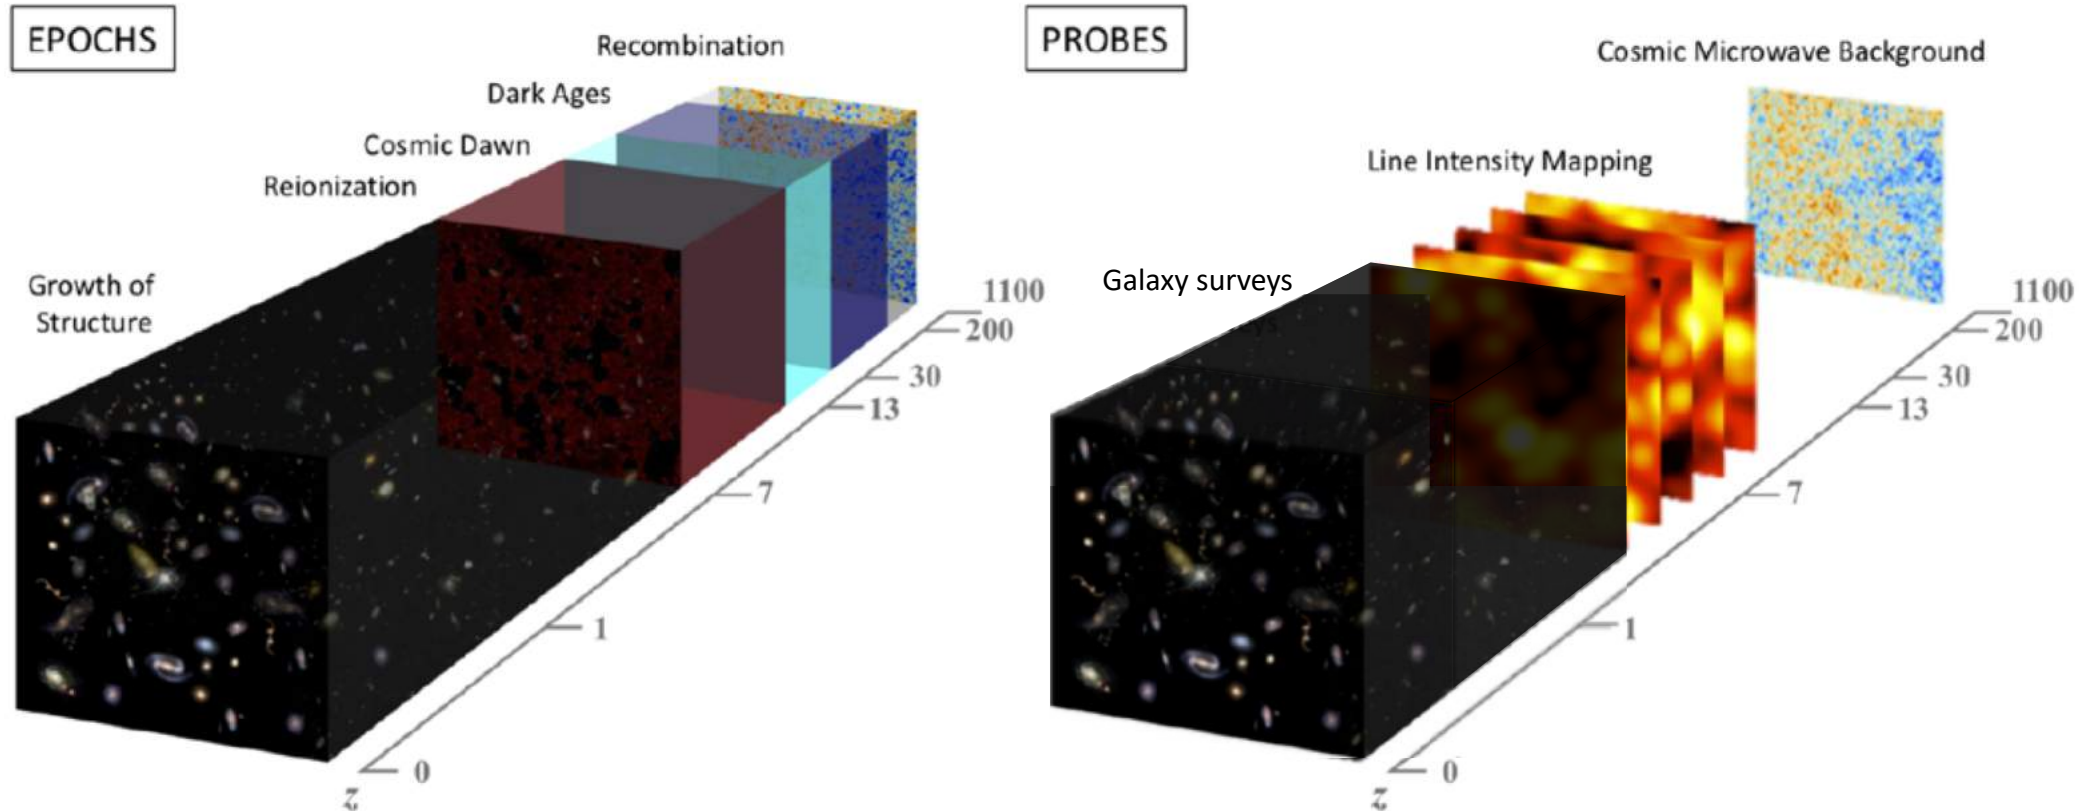 EPOCHS
Recombination
Dark Ages
Cosmic Dawn
Reionization
Growth of
Structure
1100
200
30
13
7
1
0
z
PROBES
Cosmic Microwave Background
Line Intensity Mapping
Galaxy surveys
1100
200
30
13
7
1
0
z